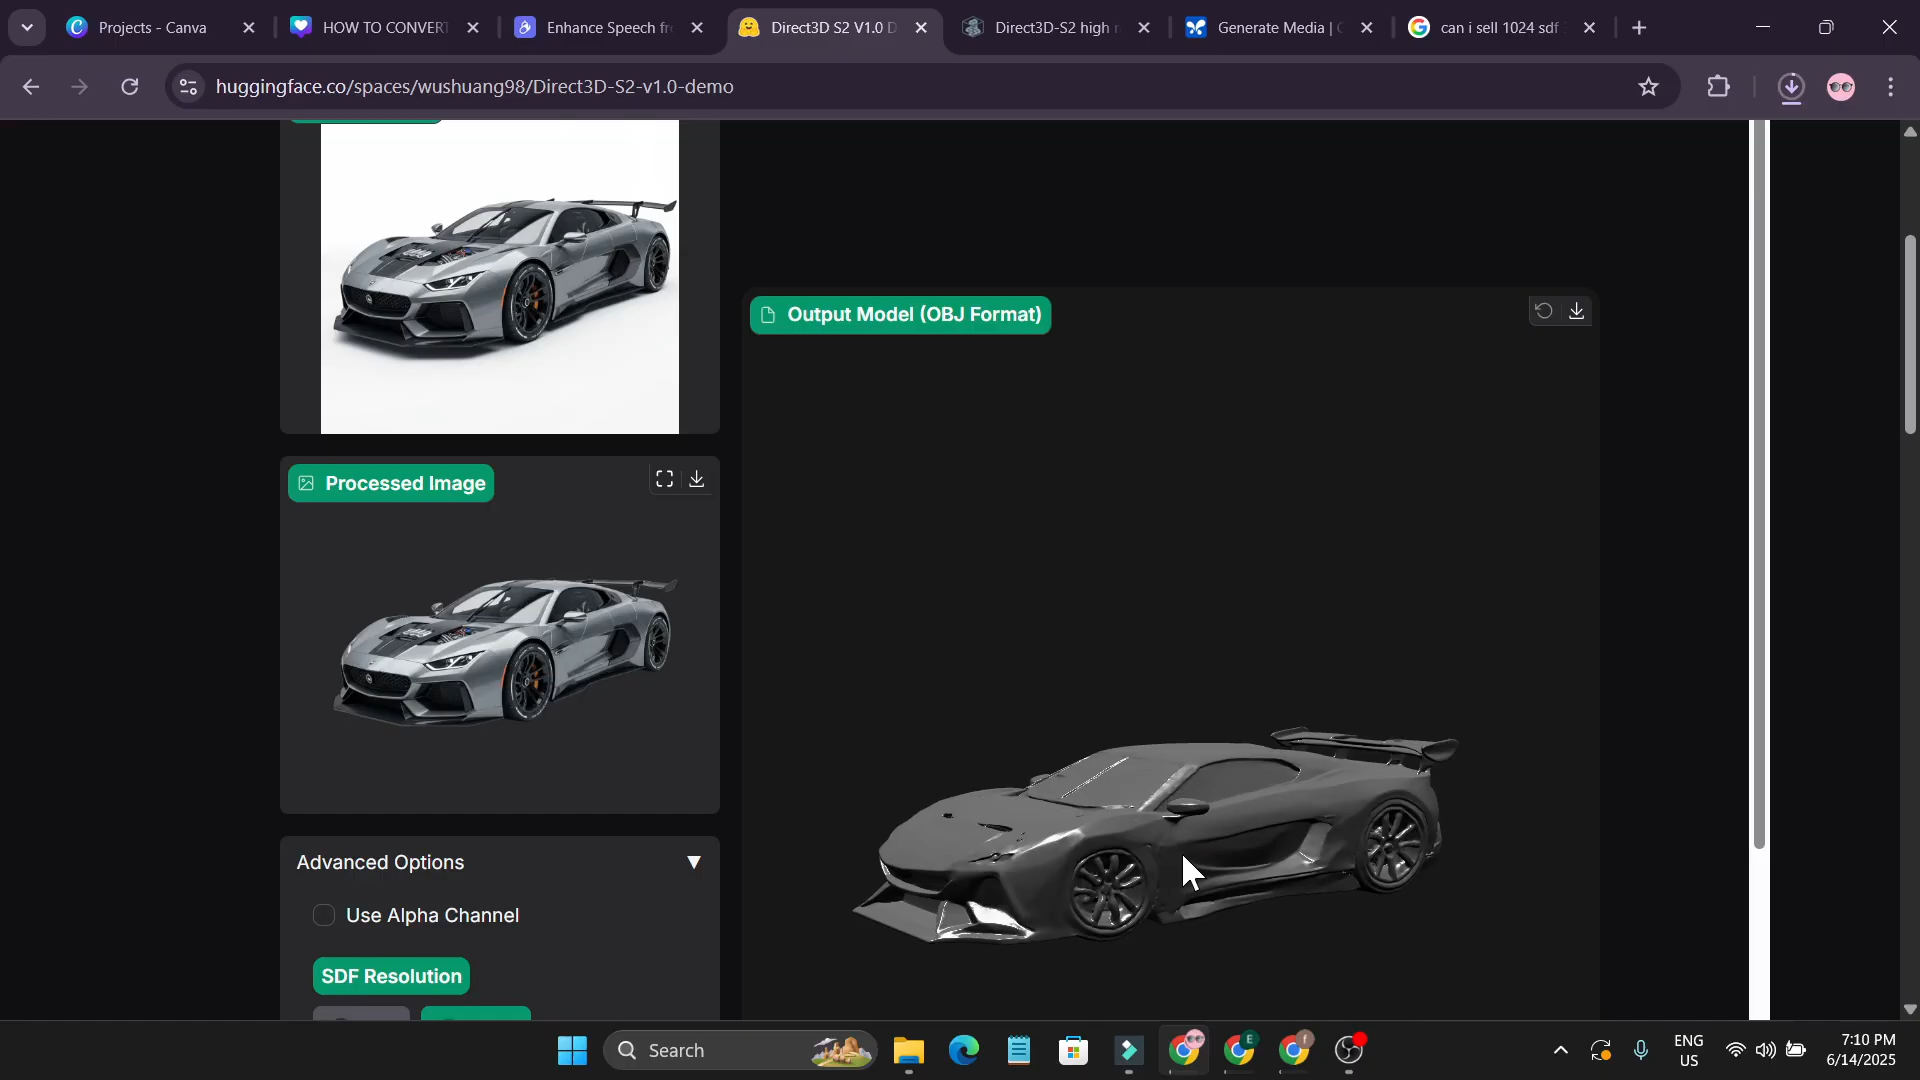 Projects - Canva
HOW TO CONVERT
Enhance Speech fr
Direct3D S2 V1.0 D
Direct3D-S2 high r
Generate Media |
can i sell 1024 sdf
huggingface.co/spaces/wushuang98/Direct3D-S2-v1.0-demo
Output Model (OBJ Format)
Processed Image
Advanced Options
Use Alpha Channel
SDF Resolution
Search
ENG
US
7:10 PM
6/14/2025